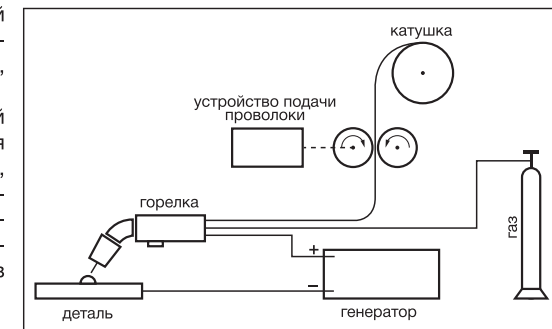 катушка
устройство подачи
проволоки
горелка
газ
+
–
деталь
генератор
й
–
,
й
я
,
–
–
–
в